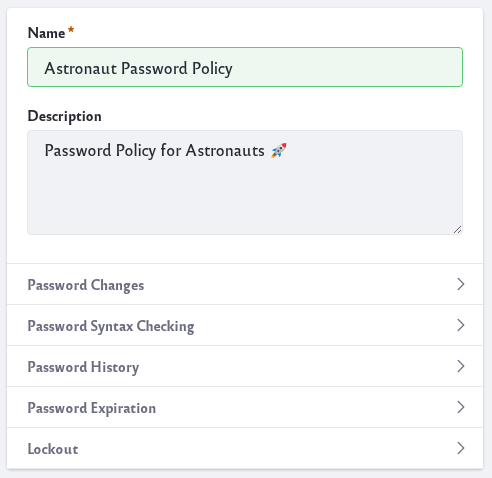 Name *
Astronaut Password Policy
Description
Password Policy for Astronauts 🚀
Password Changes
Password Syntax Checking
Password History
Password Expiration
Lockout